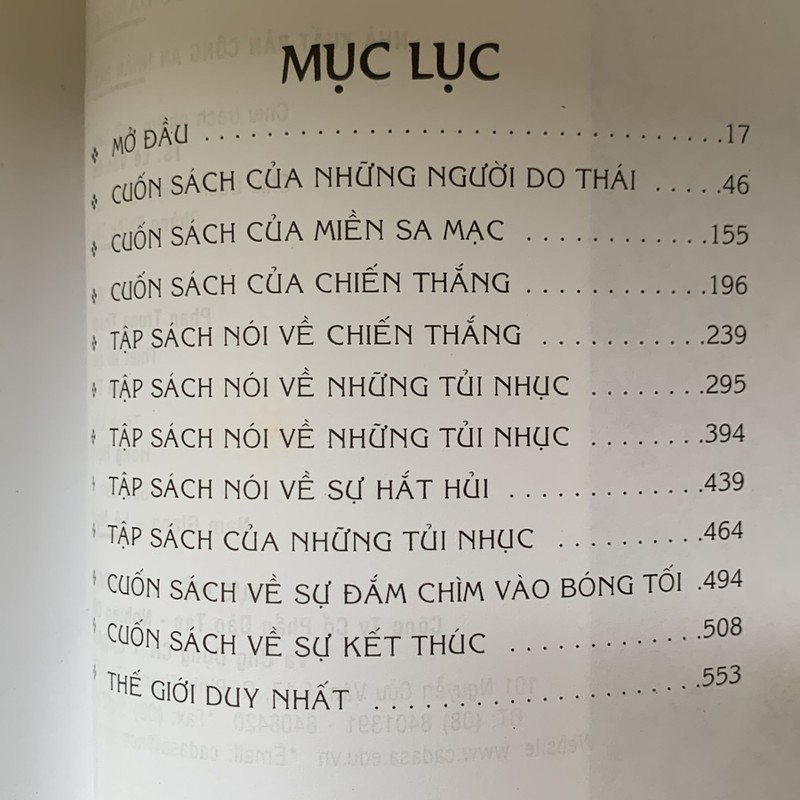 MỤC LỤC
MỞ ĐẦU . . . . . . . . . . . . . . . . . . . . . . . . . . . . . . . . . . .17
CUỐN SÁCH CỦA NHỮNG NGƯỜI DO THÁI . . . . .46
CUỐN SÁCH CỦA MIỀN SA MẠC . . . . . . . . . . . .155
CUỐN SÁCH CỦA CHIẾN THẮNG . . . . . . . . . . . .196
TẬP SÁCH NÓI VỀ CHIẾN THẮNG . . . . . . . . . . .239
TẬP SÁCH NÓI VỀ NHỮNG TỦI NHỤC . . . . . . . .295
TẬP SÁCH NÓI VỀ NHỮNG TỦI NHỤC . . . . . . . .394
TẬP SÁCH NÓI VỀ SỰ HẮT HỦI . . . . . . . . . . . . .439
TẬP SÁCH CỦA NHỮNG TỦI NHỤC . . . . . . . . . .464
CUỐN SÁCH VỀ SỰ ĐẮM CHÌM VÀO BÓNG TỐI .494
CUỐN SÁCH VỀ SỰ KẾT THÚC . . . . . . . . . . . . .508
THẾ GIỚI DUY NHẤT . . . . . . . . . . . . . . . . . . . . . .553